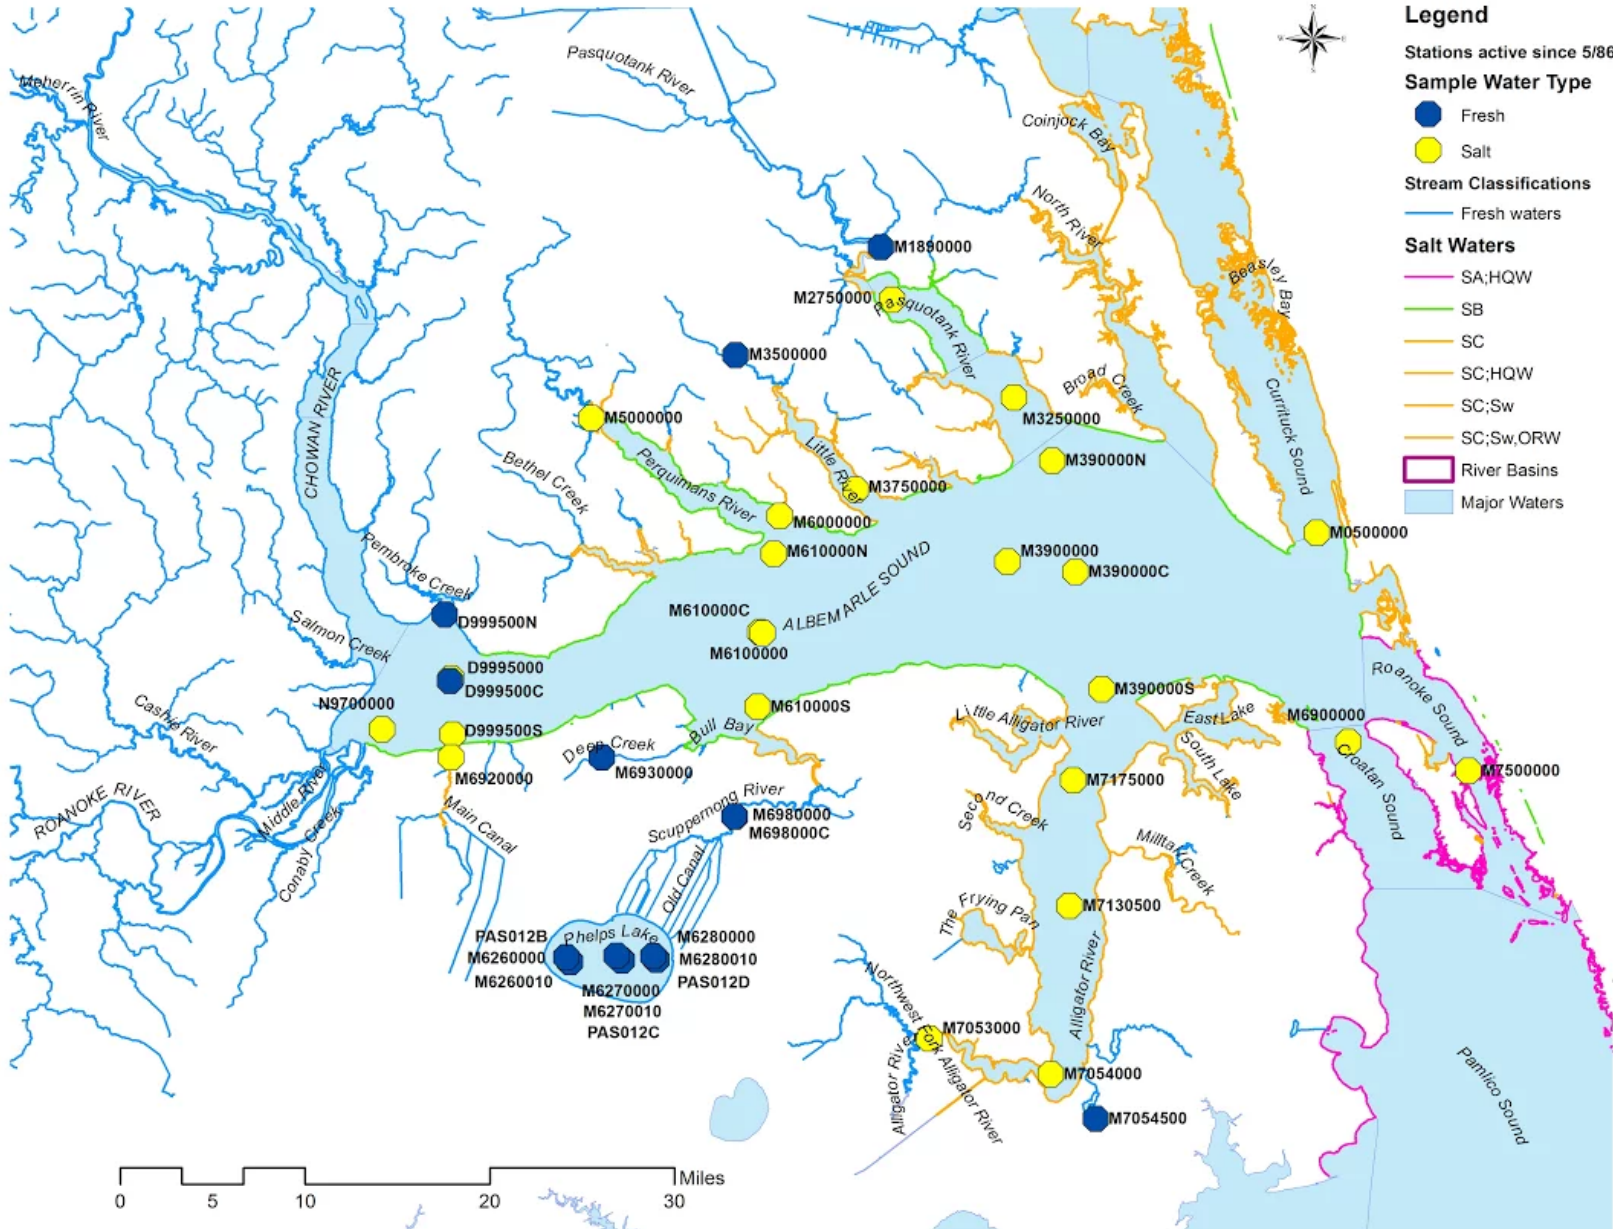 Legend
Stations active since 5/86
Sample Water Type
Fresh
Salt
Stream Classifications
Fresh waters
Salt Waters
SA;HQW
SB
SC
SC;HQW
SC;Sw
SC;Sw,ORW
River Basins
Major Waters
N
W
E
S
Meherrin River
Pasquotank River
Coinjock Bay
North River
M1890000
Beasley Bay
M2750000
Pasquotank River
M3500000
CHOWAN RIVER
Broad Creek
Currituck Sound
M5000000
M3250000
Little River
Perquimans River
Bethel Creek
M390000N
M3750000
M6000000
M0500000
M610000N
M3900000
M390000C
Pembroke Creek
ALBEMARLE SOUND
M610000C
D999500N
Salmon Creek
M6100000
D9995000
D999500C
Roanoke Sound
M390000S
N9700000
M610000S
Cashie River
Little Alligator River
East Lake
M6900000
D999500S
Bull Bay
Deep Creek
South Lake
Croatan Sound
M6920000
M6930000
M7175000
M7500000
ROANOKE RIVER
Middle River
Main Canal
Scuppernong River
M6980000
M698000C
Second Creek
Milltail Creek
Conaby Creek
Old Canal
The Frying Pan
M7130500
PAS012B
Phelps Lake
M6280000
M6260000
M6280010
M6260010
PAS012D
M6270000
M6270010
PAS012C
Alligator River
Northwest Fork Alligator River
M7053000
Alligator River
M7054000
Pamlico Sound
M7054500
Miles
0 5 10 20 30